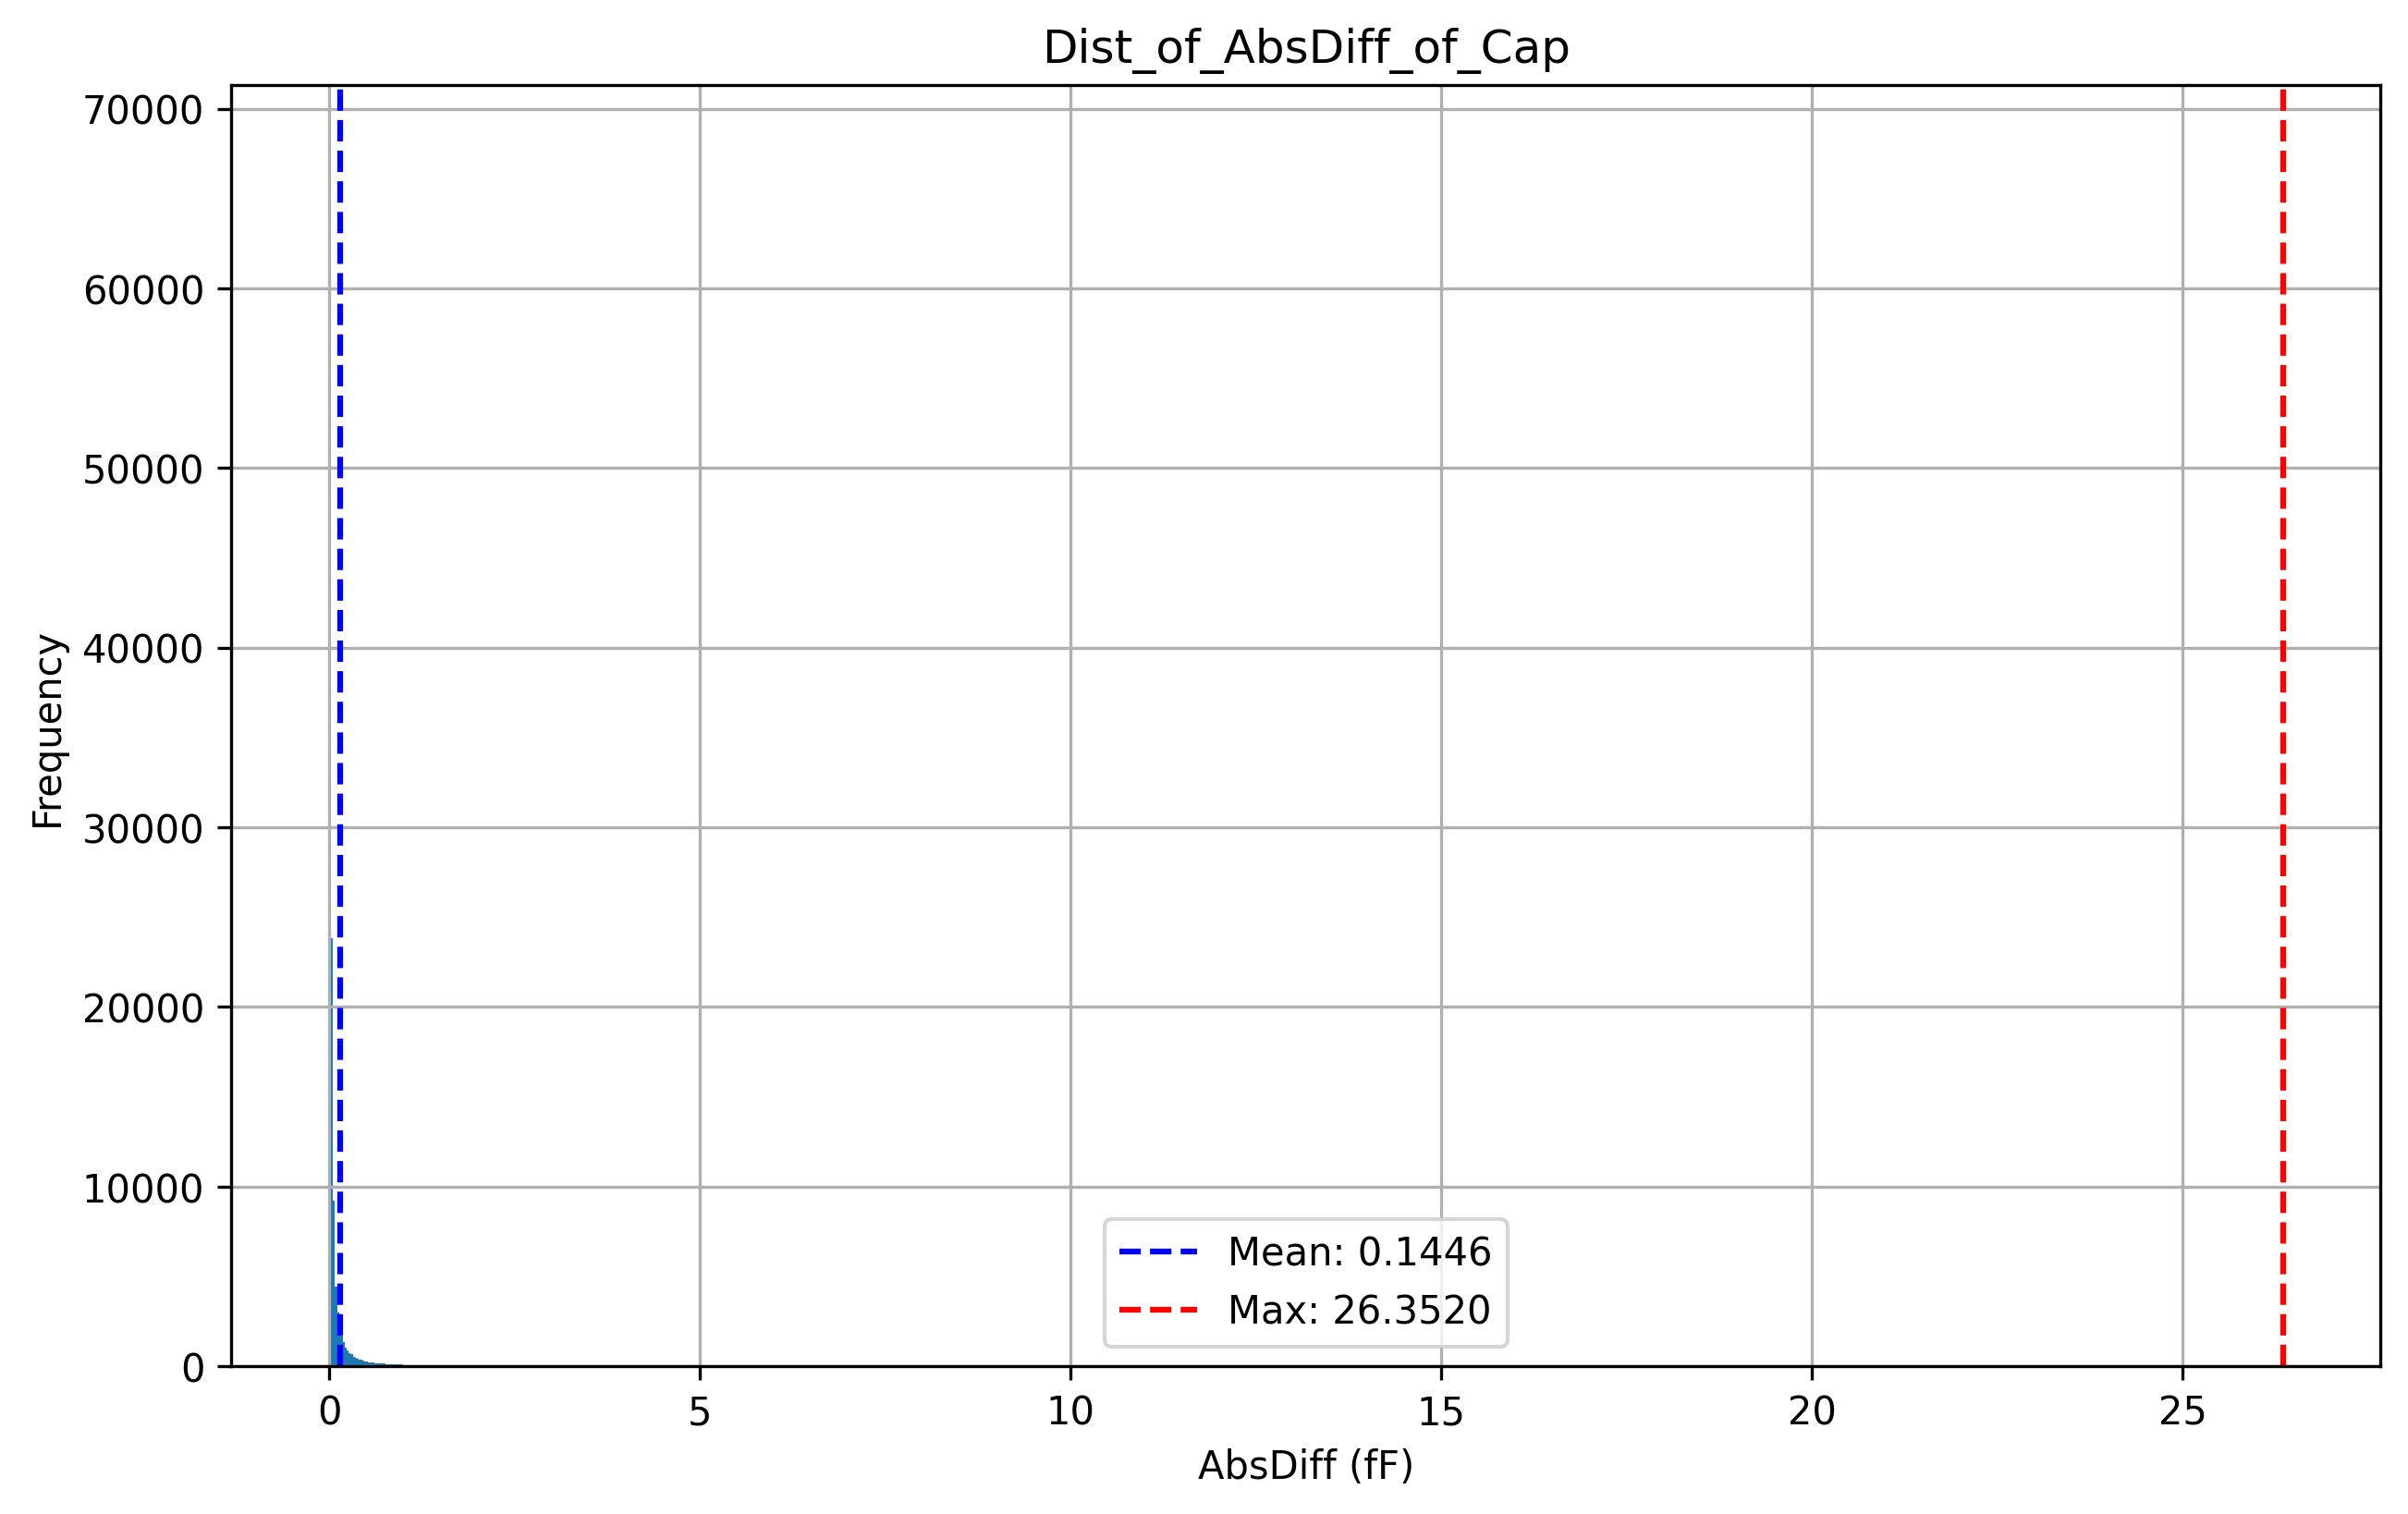 Dist_of_AbsDiff_of_Cap
70000
60000
50000
40000
30000
20000
10000
0
Frequency
Mean: 0.1446
Max: 26.3520
0 5 10 15 20 25
AbsDiff (fF)